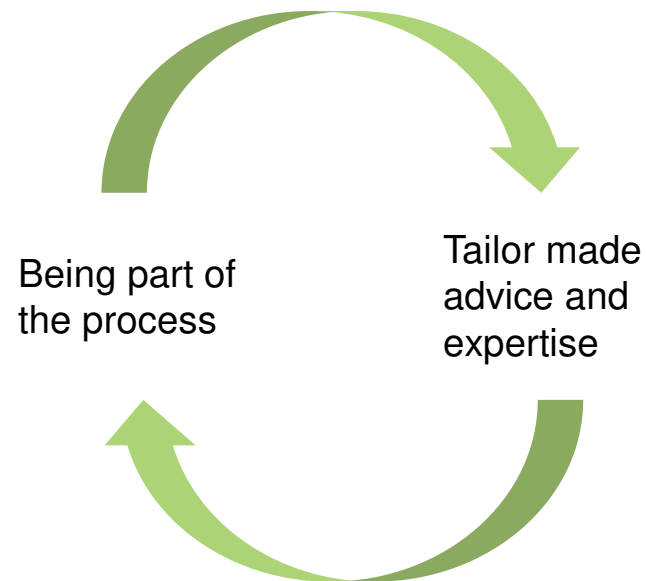 Being part of
the process
Tailor made
advice and
expertise